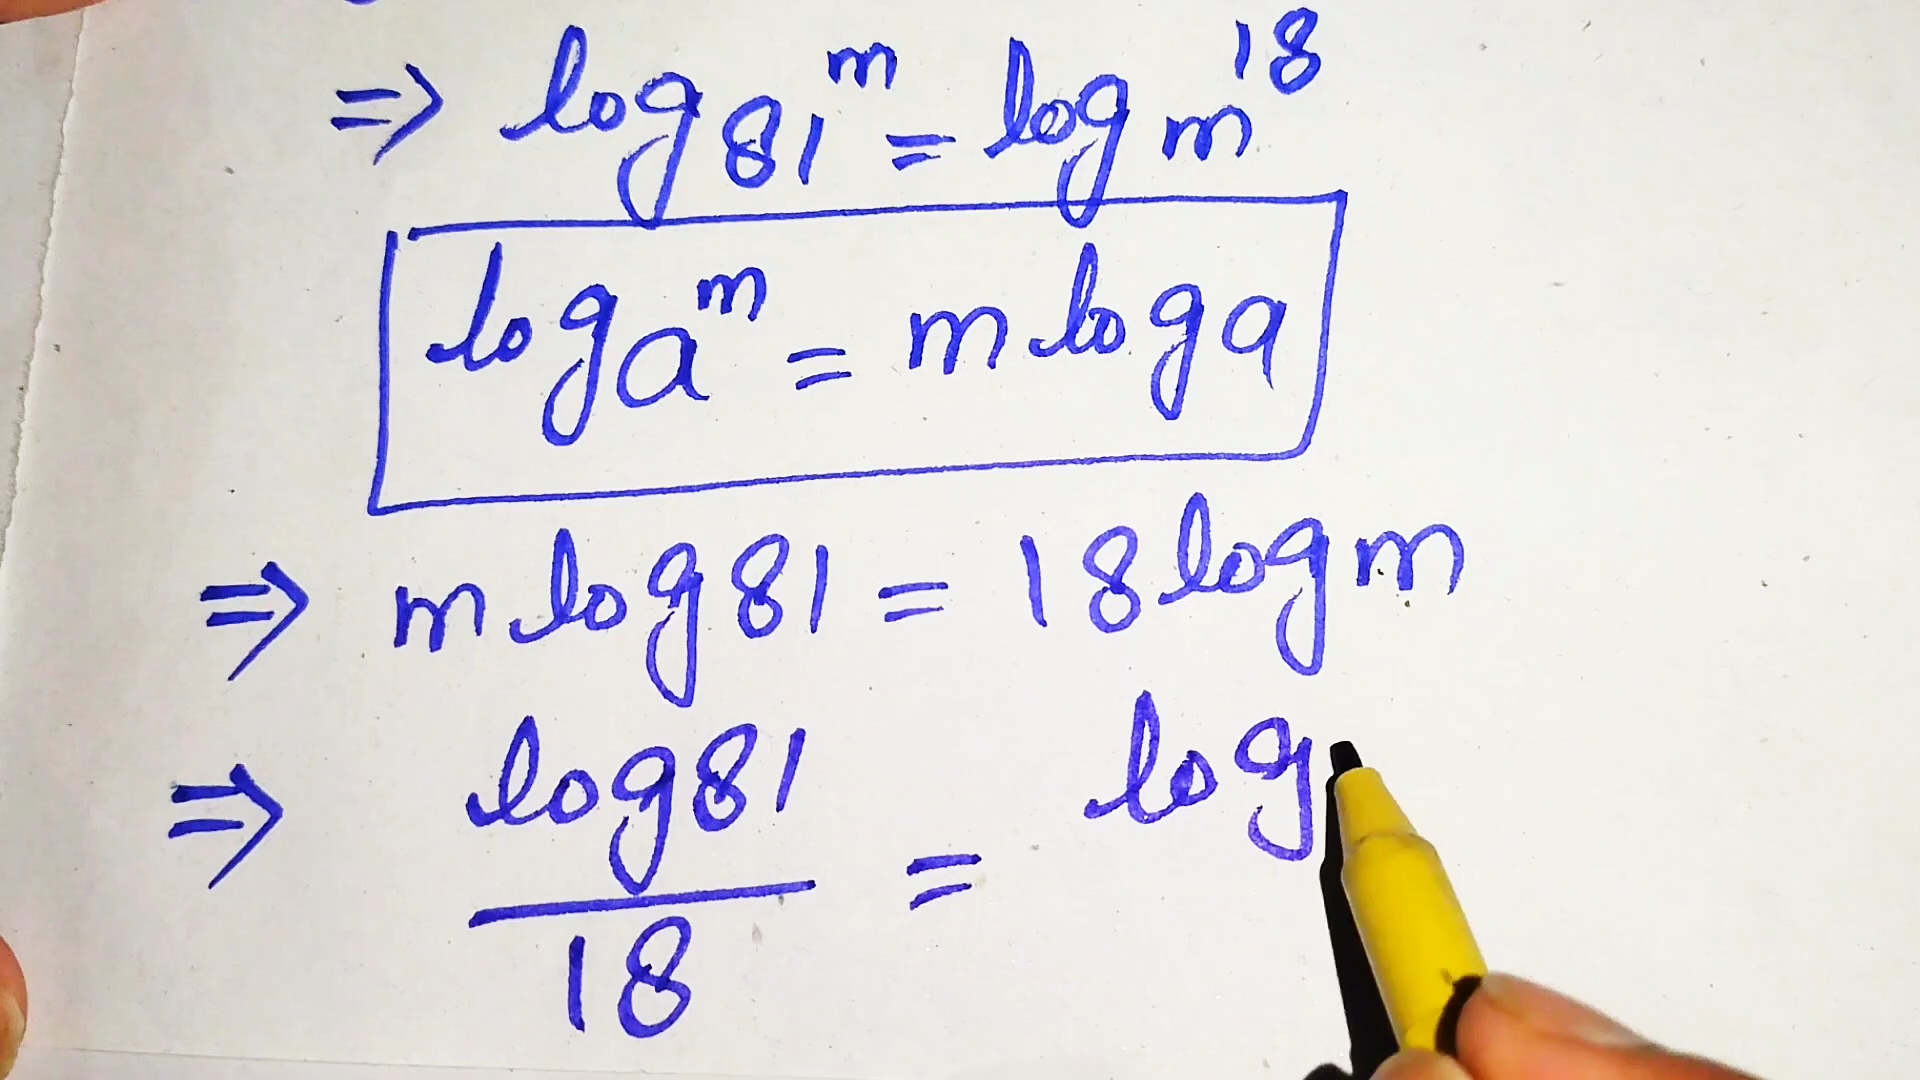 ⇒ log 81^m = log m^18
log a^m = m log a
⇒ m log 81 = 18 log m
⇒ log 81 / 18 = log